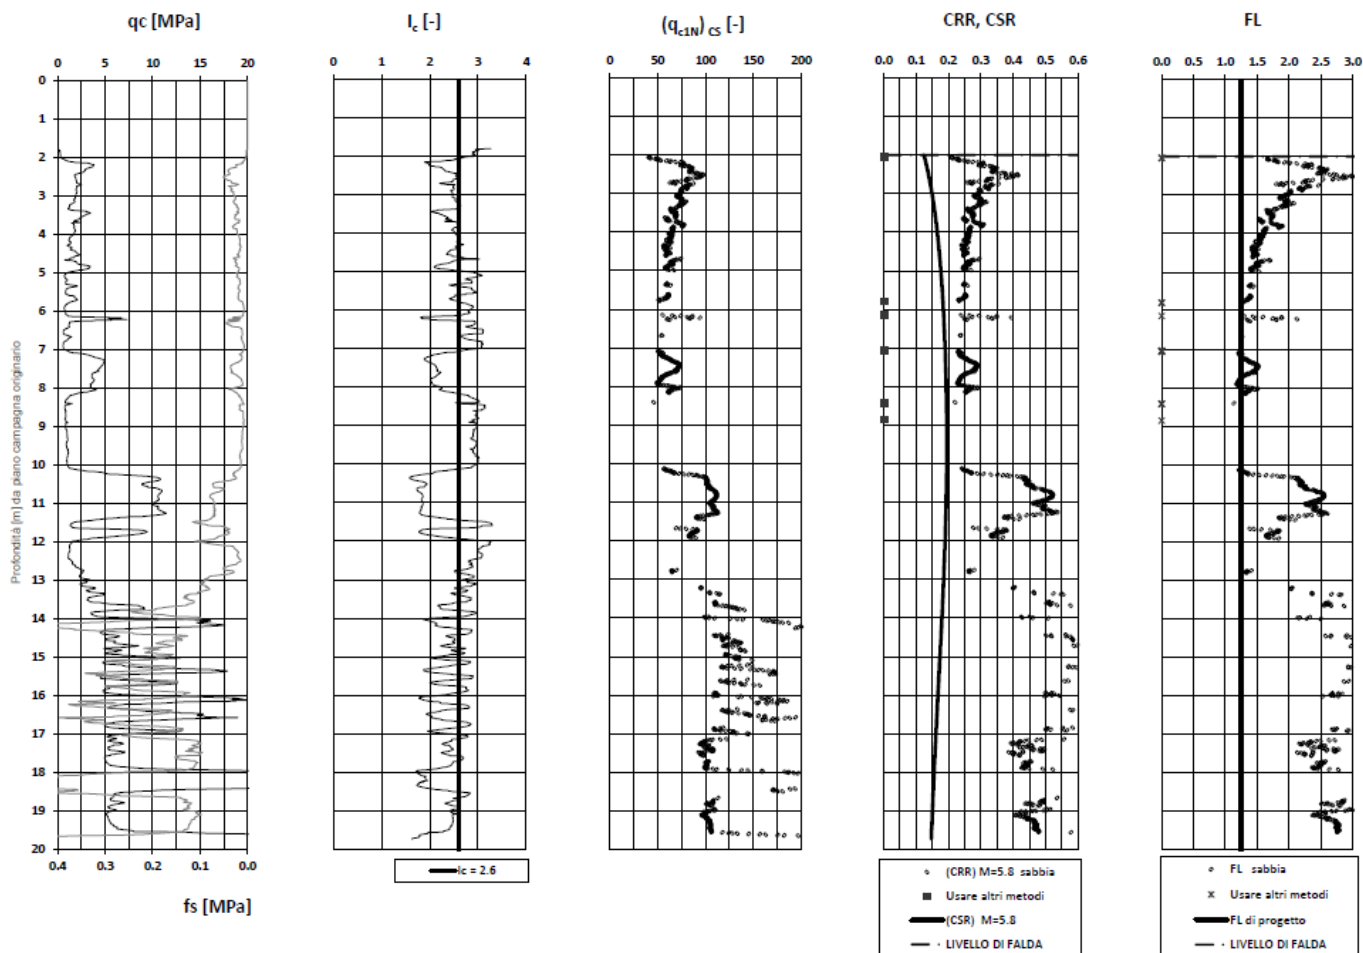 qc [MPa]
Ic [-]
(qc1N) CS [-]
CRR, CSR
FL
0 5 10 15 20
0 2 3 4
0 50 100 150 200
0.0 0.2 0.3 0.4 0.5 0.6
0.0 1.0 1.5 2.0 2.5 3.0
0
1
2
3
4
5
6
7
8
9
10
11
12
13
14
15
16
17
18
19
20
Profondità [m] da piano campagna originario
0.4 0.3 0.2 0.1 0.0
fs [MPa]
Ic = 2.6
(CRR) M=5.8 sabbia
Usare altri metodi
(CSR) M=5.8
LIVELLO DI FALDA
FL sabbia
Usare altri metodi
FL di progetto
LIVELLO DI FALDA